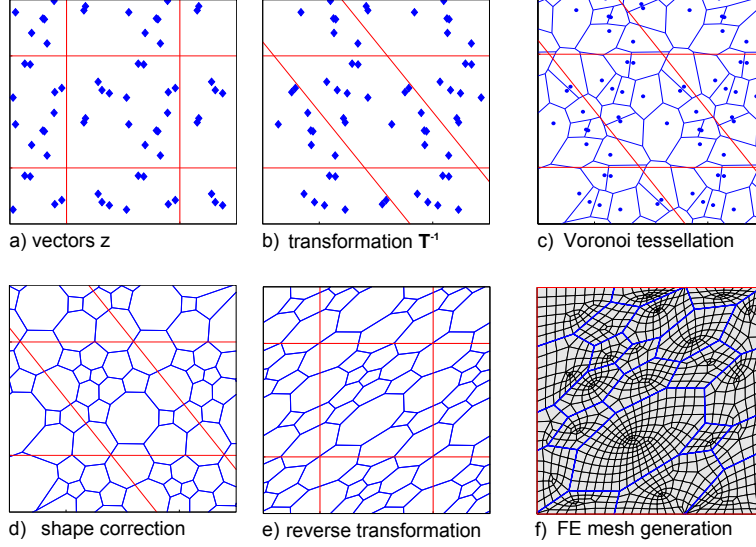 a) vectors z
b) transformation T-1
c) Voronoi tessellation
d) shape correction
e) reverse transformation
f) FE mesh generation